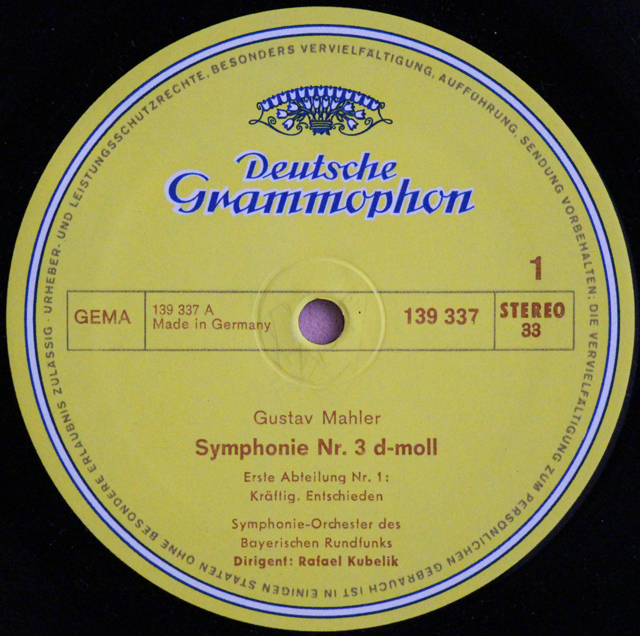 URHEBER- UND LEISTUNGSSCHUTZRECHTE, BESONDERS VERVIELFÄLTIGUNG, AUFFÜHRUNG, SENDUNG VORBEHALTEN; DIE VERVIELFÄLTIGUNG ZUM PERSÖNLICHEN GEBRAUCH IST IN EINIGEN STAATEN OHNE BESONDERE ERLAUBNIS ZULÄSSIG ·
Deutsche
Grammophon
1
GEMA
139 337 A
Made in Germany
139 337
STEREO
33
Gustav Mahler
Symphonie Nr. 3 d-moll
Erste Abteilung Nr. 1:
Kräftig. Entschieden
Symphonie-Orchester des
Bayerischen Rundfunks
Dirigent: Rafael Kubelik